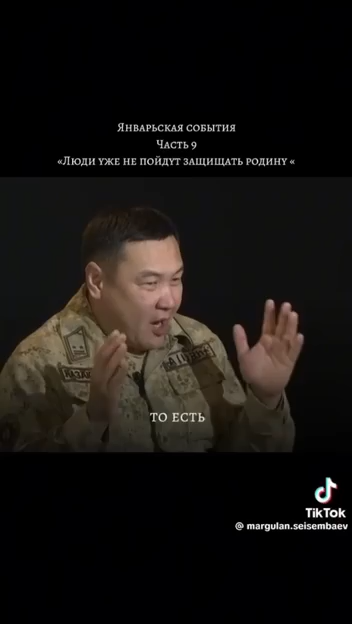 Январьская события
Часть 9
«Люди уже не пойдут защищать родину «
то есть
TikTok
@ margulan.seisembaev